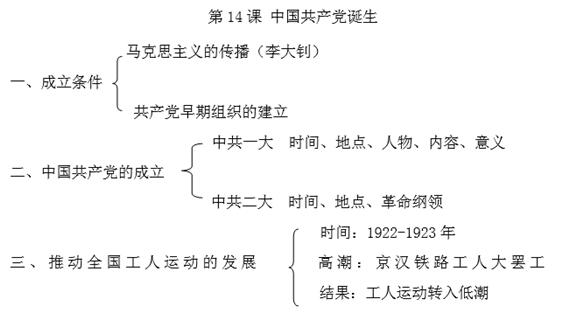 第14课 中国共产党诞生
马克思主义的传播（李大钊）
一、成立条件
共产党早期组织的建立
中共一大 时间、地点、人物、内容、意义
二、中国共产党的成立
中共二大 时间、地点、革命纲领
时间：1922-1923年
三、推动全国工人运动的发展
高潮：京汉铁路工人大罢工
结果：工人运动转入低潮